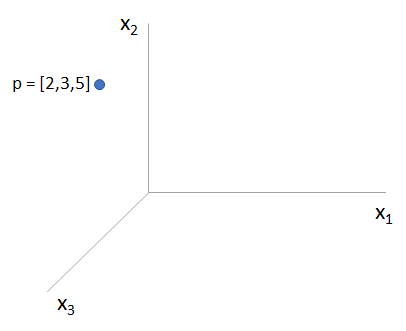 x₂
p = [2,3,5]
x₁
x₃